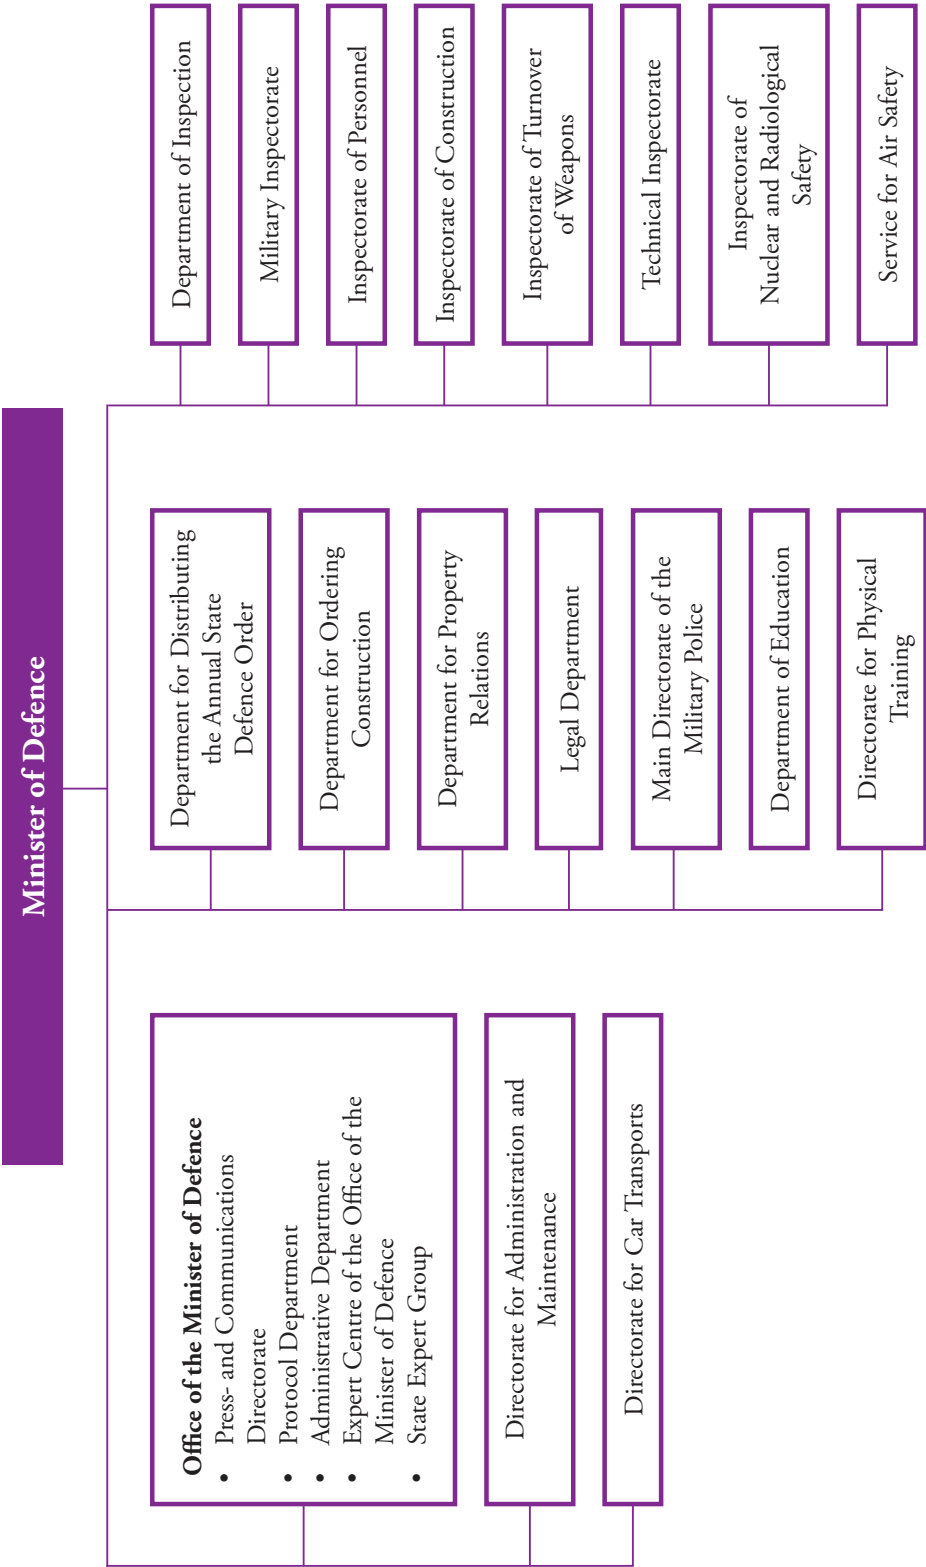 Minister of Defence
Office of the Minister of Defence
• Press- and Communications
Directorate
• Protocol Department
• Administrative Department
• Expert Centre of the Office of the
Minister of Defence
• State Expert Group
Directorate for Administration and
Maintenance
Directorate for Car Transports
Department for Distributing
the Annual State
Defence Order
Department for Ordering
Construction
Department for Property
Relations
Legal Department
Main Directorate of the
Military Police
Department of Education
Directorate for Physical
Training
Department of Inspection
Military Inspectorate
Inspectorate of Personnel
Inspectorate of Construction
Inspectorate of Turnover
of Weapons
Technical Inspectorate
Inspectorate of
Nuclear and Radiological
Safety
Service for Air Safety